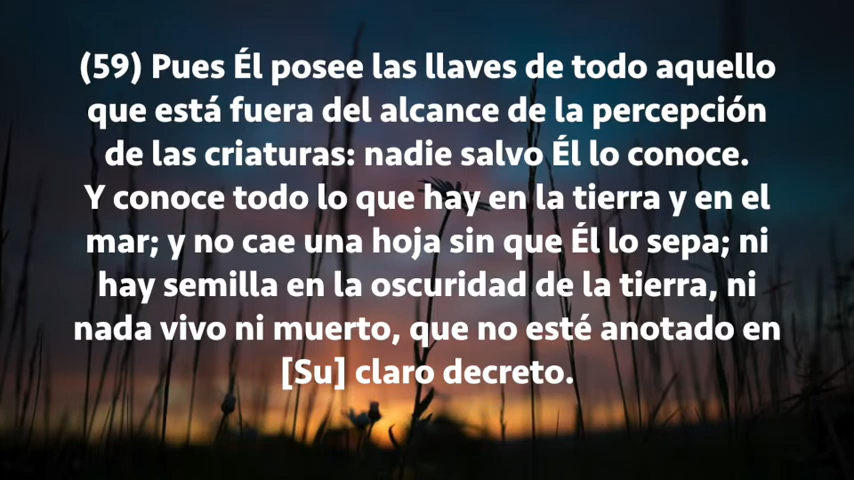 (59) Pues Él posee las llaves de todo aquello
que está fuera del alcance de la percepción
de las criaturas: nadie salvo Él lo conoce.
Y conoce todo lo que hay en la tierra y en el
mar; y no cae una hoja sin que Él lo sepa; ni
hay semilla en la oscuridad de la tierra, ni
nada vivo ni muerto, que no esté anotado en
[Su] claro decreto.